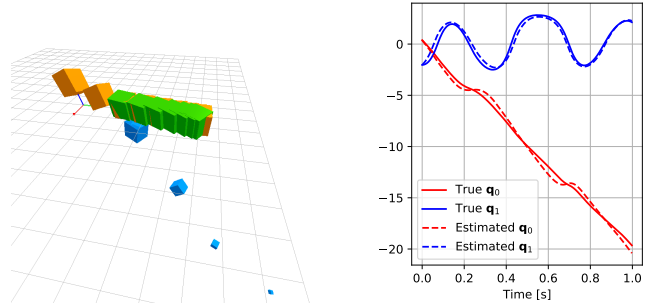 0
−5
−10
−15
−20
True q₀
True q₁
Estimated q₀
Estimated q₁
0.0 0.2 0.4 0.6 0.8 1.0
Time [s]